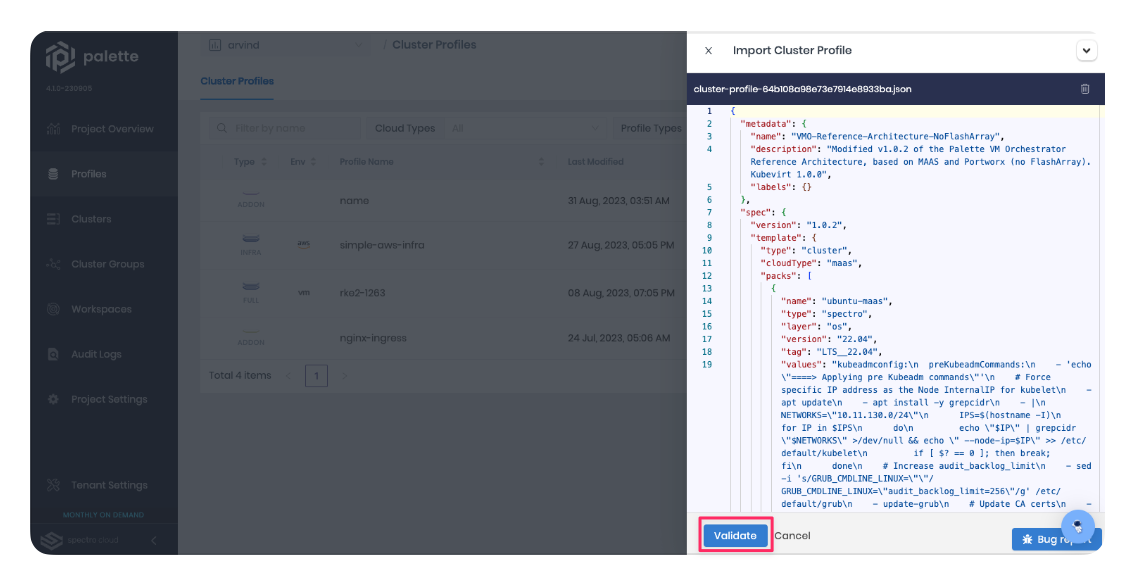 palette
4.1.0-230905
Project Overview
Profiles
Clusters
Cluster Groups
Workspaces
Audit Logs
Project Settings
Tenant Settings
MONTHLY ON DEMAND
spectro cloud
arvind
/ Cluster Profiles
Cluster Profiles
Filter by name
Cloud Types All
Profile Types
Type Env Profile Name Last Modified
ADDON name 31 Aug, 2023, 03:51 AM
INFRA aws simple-aws-infra 27 Aug, 2023, 05:05 PM
FULL rke2-1263 08 Aug, 2023, 07:05 PM
ADDON nginx-ingress 24 Jul, 2023, 05:06 AM
Total 4 items 1
Import Cluster Profile
cluster-profile-64b108a98e73e7914e8933ba.json
1 {
2 "metadata": {
3 "name": "VMO-Reference-Architecture-NoFlashArray",
4 "description": "Modified v1.0.2 of the Palette VM Orchestrator
Reference Architecture, based on MAAS and Portworx (no FlashArray).
Kubevirt 1.0.0",
5 "labels": {}
6 },
7 "spec": {
8 "version": "1.0.2",
9 "template": {
10 "type": "cluster",
11 "cloudType": "maas",
12 "packs": [
13 {
14 "name": "ubuntu-maas",
15 "type": "spectro",
16 "layer": "os",
17 "version": "22.04",
18 "tag": "LTS__22.04",
19 "values": "kubeadmconfig:\n preKubeadmCommands:\n - 'echo
\"====> Applying pre Kubeadm commands\"'\n # Force
specific IP address as the Node InternalIP for kubelet\n -
apt update\n - apt install -y grepcidr\n - |\n
NETWORKS=\"10.11.130.0/24\"\n IPS=$(hostname -I)\n
for IP in $IPS\n do\n echo \"$IP\" | grepcidr
\"$NETWORKS\" >/dev/null && echo \" --node-ip=$IP\" >> /etc/
default/kubelet\n if [ $? == 0 ]; then break;
fi\n done\n # Increase audit_backlog_limit\n - sed
-i 's/GRUB_CMDLINE_LINUX=\"\"/
GRUB_CMDLINE_LINUX=\"audit_backlog_limit=256\"/g' /etc/
default/grub\n - update-grub\n # Update CA certs\n -
Validate
Cancel
Bug